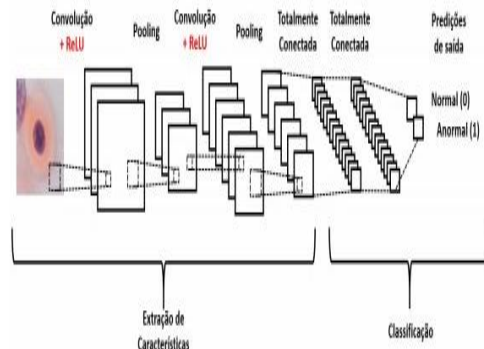 Convolução
+ ReLU
Pooling
Convolução
+ ReLU
Pooling
Totalmente
Conectada
Totalmente
Conectada
Predições
de saída
Normal (0)
Anormal (1)
Extração de
Características
Classificação